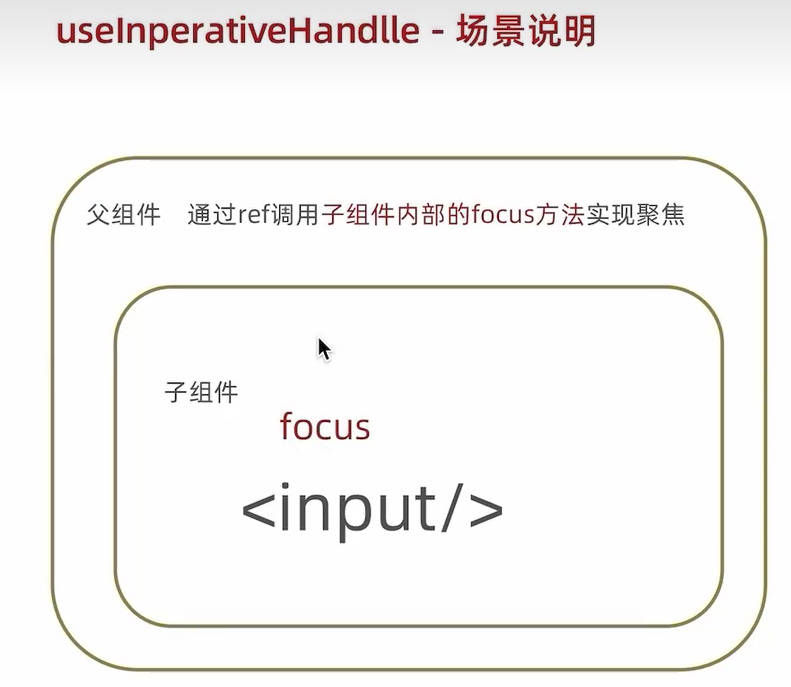 useInperativeHandlle - 场景说明
父组件 通过ref调用子组件内部的focus方法实现聚焦
子组件
focus
<input/>